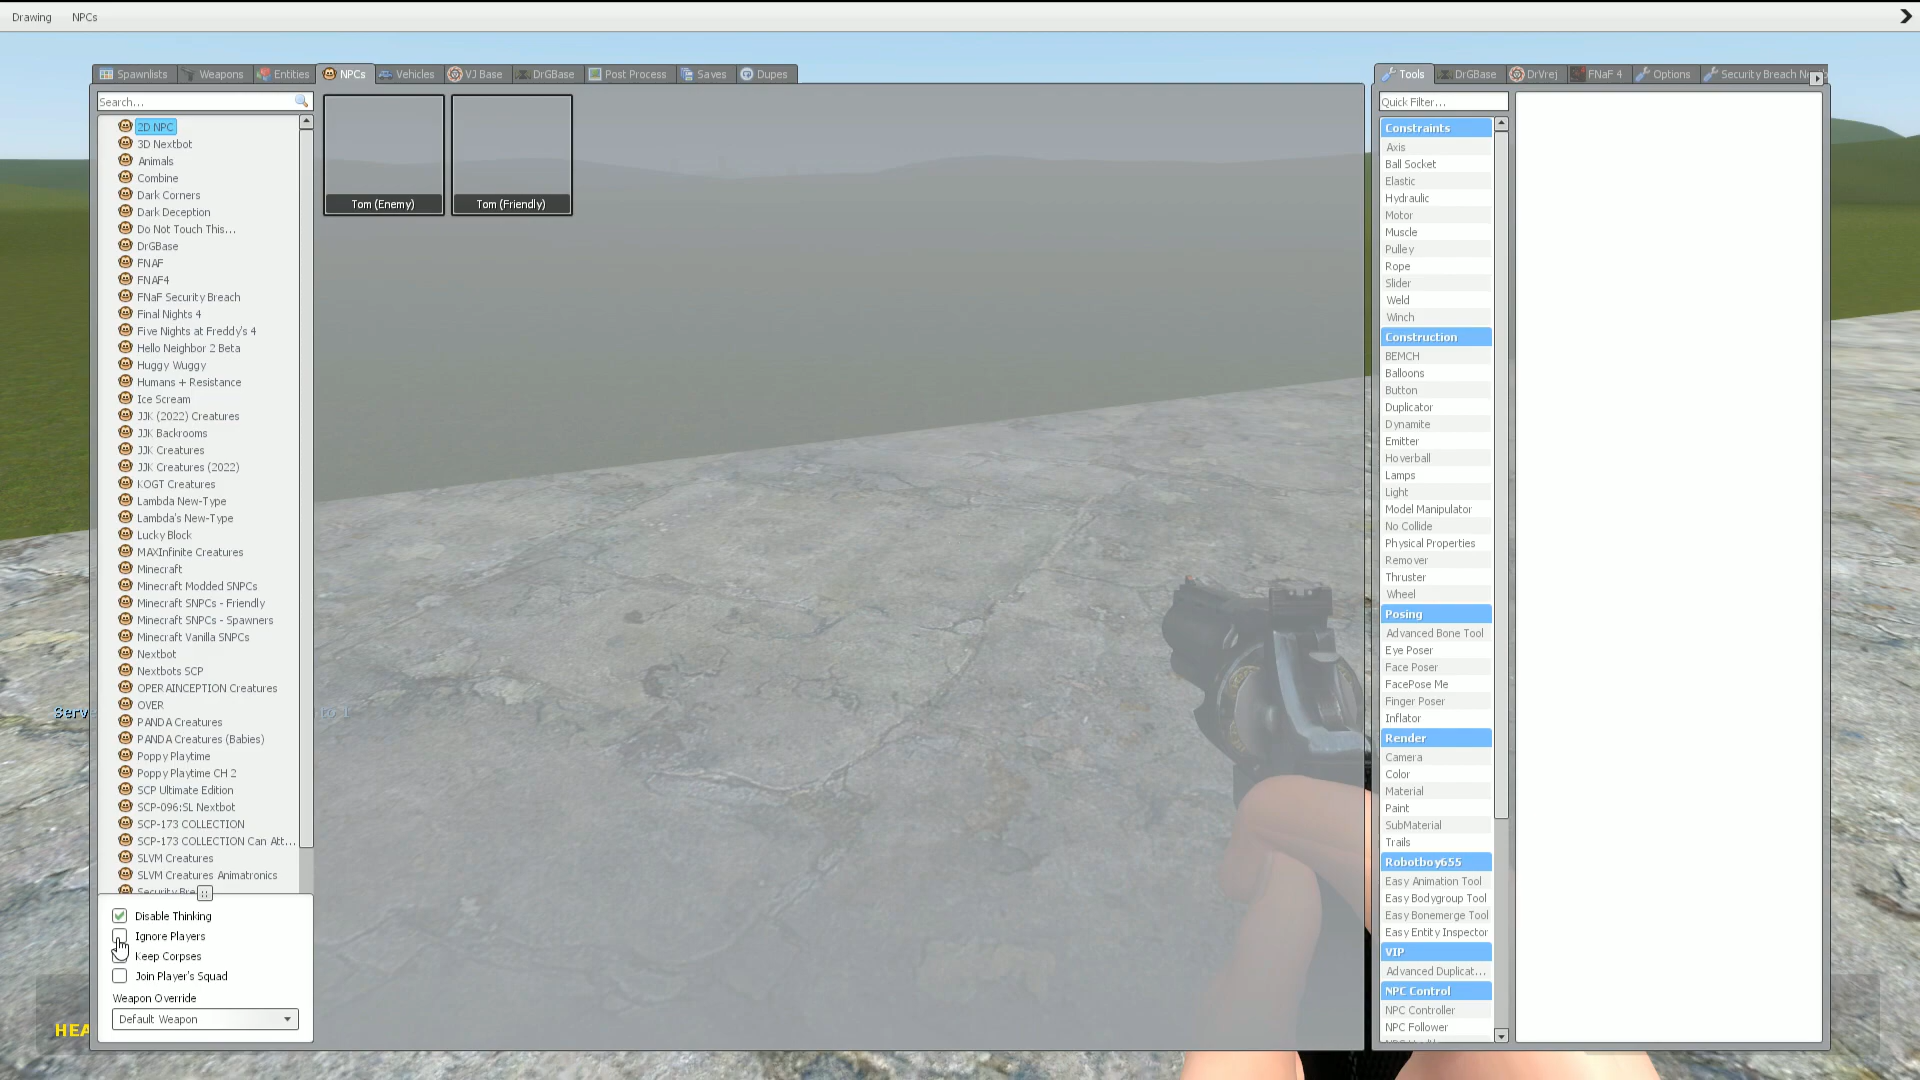 Drawing NPCs
Spawnlists Weapons Entities NPCs Vehicles VJ Base DrGBase Post Process Saves Dupes
Search...
2D NPC
3D Nextbot
Animals
Combine
Dark Corners
Dark Deception
Do Not Touch This...
DrGBase
FNAF
FNAF4
FNaF Security Breach
Final Nights 4
Five Nights at Freddy's 4
Hello Neighbor 2 Beta
Huggy Wuggy
Humans + Resistance
Ice Scream
JJK (2022) Creatures
JJK Backrooms
JJK Creatures
JJK Creatures (2022)
KOGT Creatures
Lambda New-Type
Lambda's New-Type
Lucky Block
MAXInfinite Creatures
Minecraft
Minecraft Modded SNPCs
Minecraft SNPCs - Friendly
Minecraft SNPCs - Spawners
Minecraft Vanilla SNPCs
Nextbot
Nextbots SCP
OPERAINCEPTION Creatures
OVER
PANDA Creatures
PANDA Creatures (Babies)
Poppy Playtime
Poppy Playtime CH 2
SCP Ultimate Edition
SCP-096:SL Nextbot
SCP-173 COLLECTION
SCP-173 COLLECTION Can Att...
SLVM Creatures
SLVM Creatures Animatronics
Security Bre
Disable Thinking
Ignore Players
Keep Corpses
Join Player's Squad
Weapon Override
Default Weapon
Tom (Enemy)
Tom (Friendly)
Serv
to 1
HEA
Tools DrGBase DrVrej FNaF 4 Options Security Breach N
Quick Filter...
Constraints
Axis
Ball Socket
Elastic
Hydraulic
Motor
Muscle
Pulley
Rope
Slider
Weld
Winch
Construction
BEMCH
Balloons
Button
Duplicator
Dynamite
Emitter
Hoverball
Lamps
Light
Model Manipulator
No Collide
Physical Properties
Remover
Thruster
Wheel
Posing
Advanced Bone Tool
Eye Poser
Face Poser
FacePose Me
Finger Poser
Inflator
Render
Camera
Color
Material
Paint
SubMaterial
Trails
Robotboy655
Easy Animation Tool
Easy Bodygroup Tool
Easy Bonemerge Tool
Easy Entity Inspector
VIP
Advanced Duplicat...
NPC Control
NPC Controller
NPC Follower